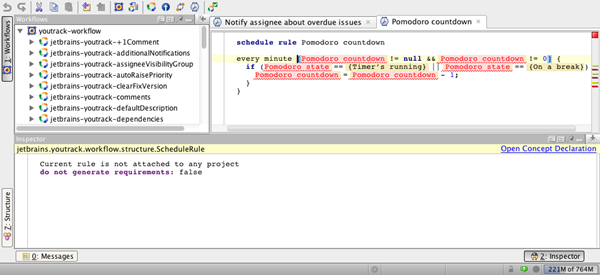 Workflows
Notify assignee about overdue issues
Pomodoro countdown
youtrack-workflow
jetbrains-youtrack-+1Comment
jetbrains-youtrack-additionalNotifications
jetbrains-youtrack-assigneeVisibilityGroup
jetbrains-youtrack-autoRaisePriority
jetbrains-youtrack-clearFixVersion
jetbrains-youtrack-comments
jetbrains-youtrack-defaultDescription
jetbrains-youtrack-dependencies
schedule rule Pomodoro countdown
every minute [Pomodoro countdown != null && Pomodoro countdown != 0] {
if (Pomodoro state == {Timer's running} || Pomodoro state == {On a break}) {
Pomodoro countdown = Pomodoro countdown - 1;
}
}
1: Workflows
Z: Structure
Inspector
jetbrains.youtrack.workflow.structure.ScheduleRule
Open Concept Declaration
Current rule is not attached to any project
do not generate requirements: false
0: Messages
2: Inspector
221M of 764M